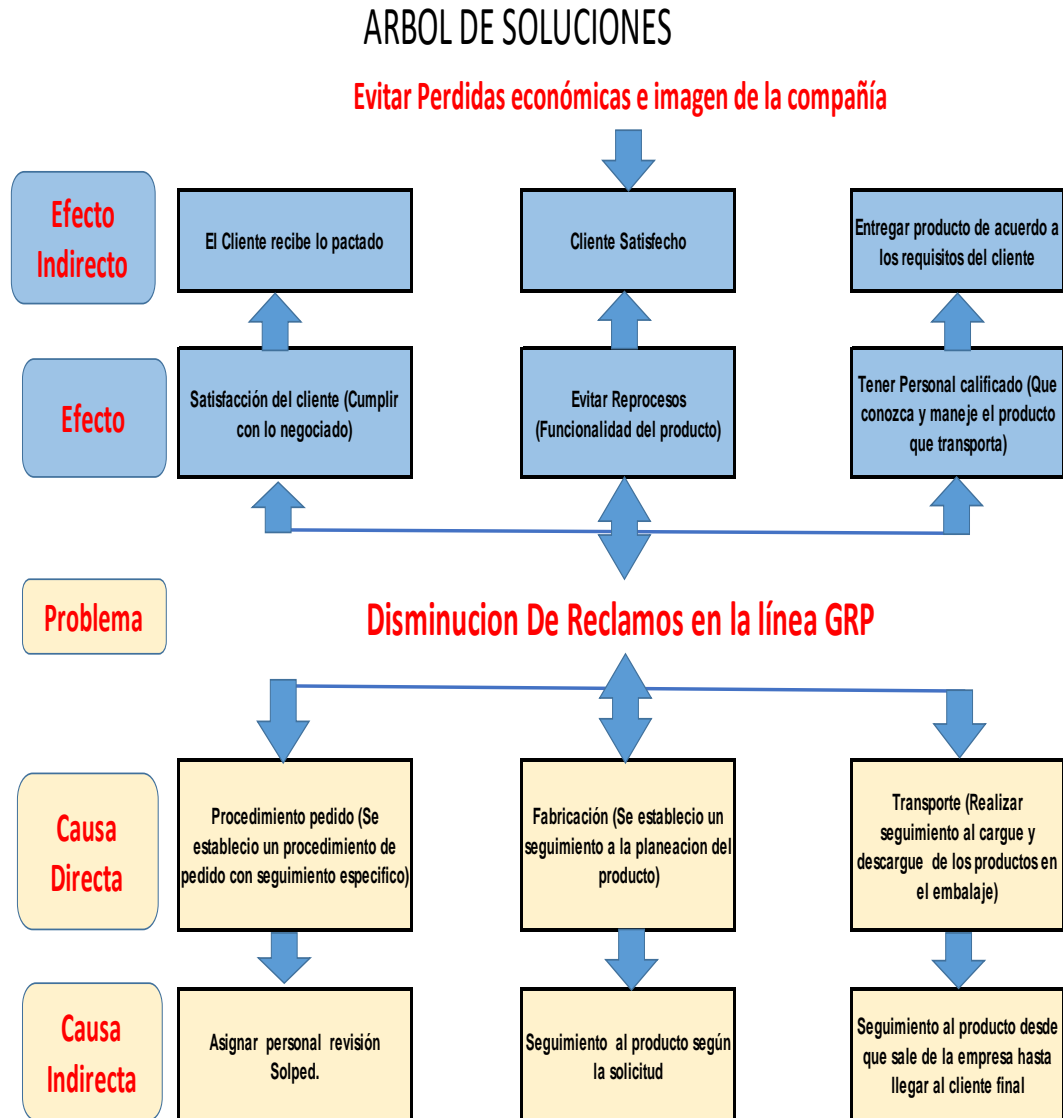 ARBOL DE SOLUCIONES
Evitar Perdidas económicas e imagen de la compañía
Efecto
Indirecto
El Cliente recibe lo pactado
Cliente Satisfecho
Entregar producto de acuerdo a
los requisitos del cliente
Efecto
Satisfacción del cliente (Cumplir
con lo negociado)
Evitar Reprocesos
(Funcionalidad del producto)
Tener Personal calificado (Que
conozca y maneje el producto
que transporta)
Problema
Disminucion De Reclamos en la línea GRP
Causa
Directa
Procedimiento pedido (Se
establecio un procedimiento de
pedido con seguimiento especifico)
Fabricación (Se establecio un
seguimiento a la planeacion del
producto)
Transporte (Realizar
seguimiento al cargue y
descargue de los productos en
el embalaje)
Causa
Indirecta
Asignar personal revisión
Solped.
Seguimiento al producto según
la solicitud
Seguimiento al producto desde
que sale de la empresa hasta
llegar al cliente final